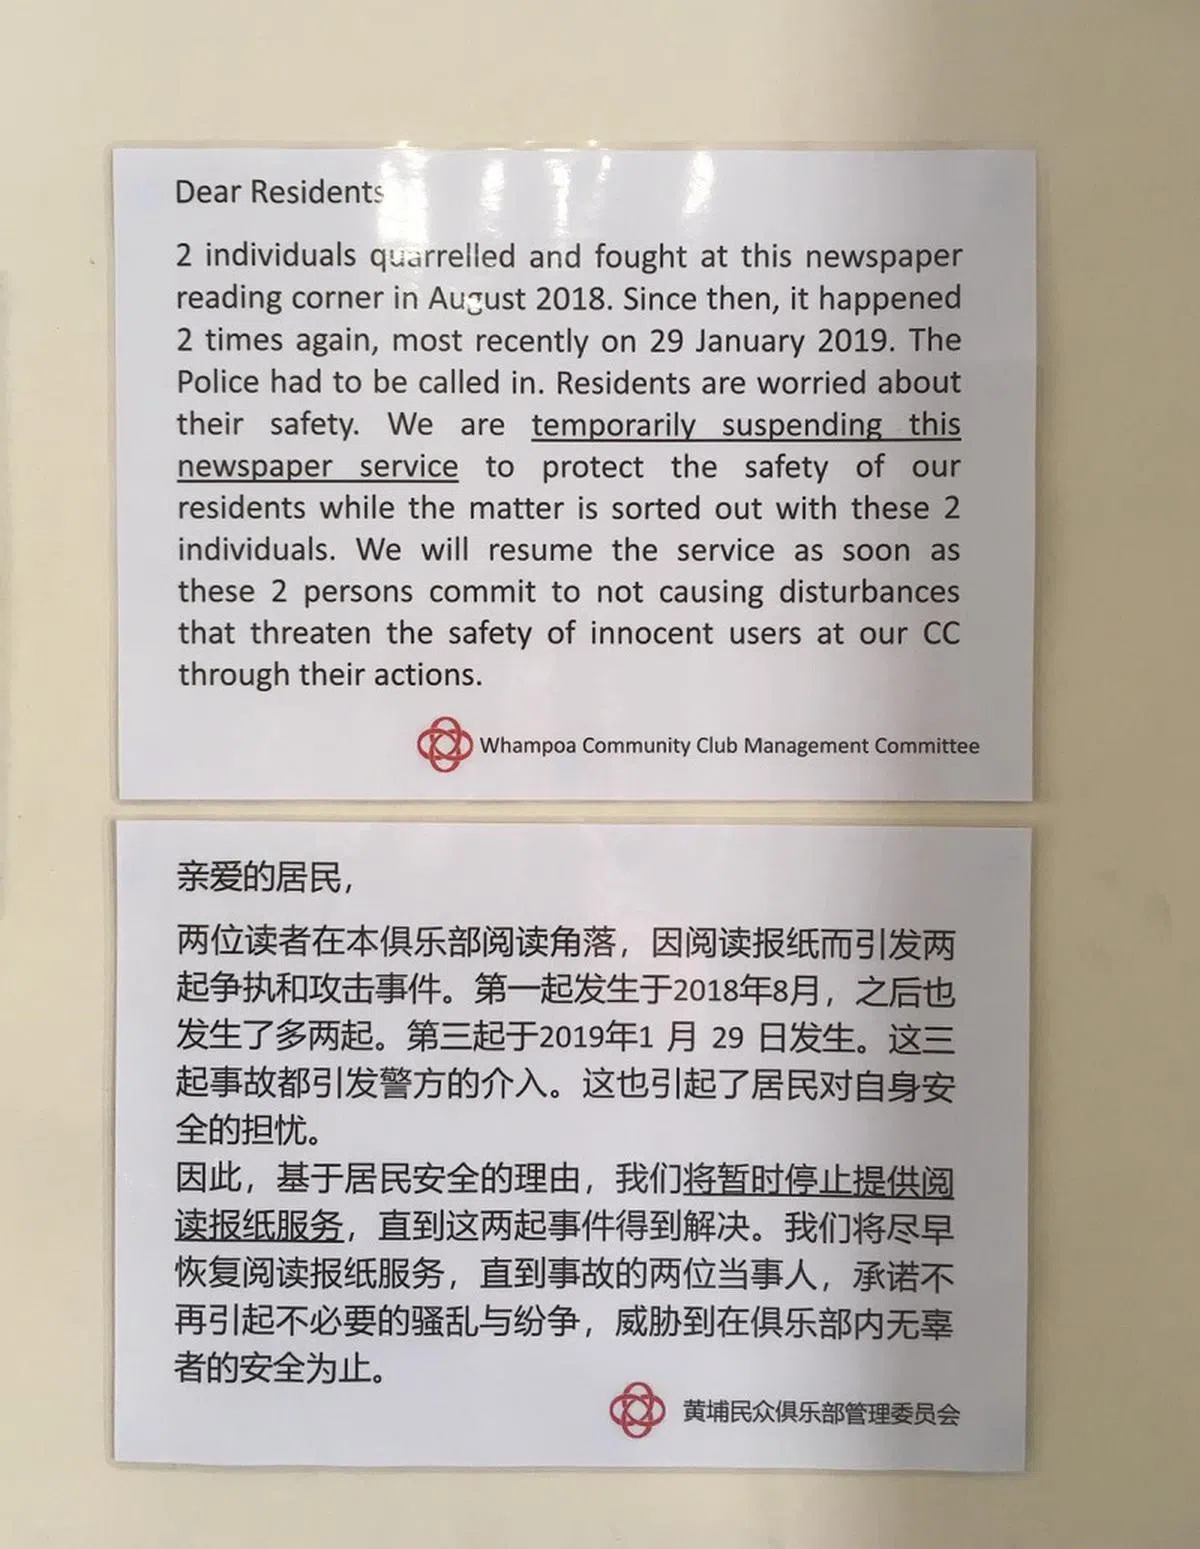 Dear Residents
2 individuals quarrelled and fought at this newspaper
reading corner in August 2018. Since then, it happened
2 times again, most recently on 29 January 2019. The
Police had to be called in. Residents are worried about
their safety. We are temporarily suspending this
newspaper service to protect the safety of our
residents while the matter is sorted out with these 2
individuals. We will resume the service as soon as
these 2 persons commit to not causing disturbances
that threaten the safety of innocent users at our CC
through their actions.
Whampoa Community Club Management Committee
亲爱的居民，
两位读者在本俱乐部阅读角落，因阅读报纸而引发两
起争执和攻击事件。第一起发生于2018年8月，之后也
发生了多两起。第三起于2019年1 月 29 日发生。这三
起事故都引发警方的介入。这也引起了居民对自身安
全的担忧。
因此，基于居民安全的理由，我们将暂时停止提供阅
读报纸服务，直到这两起事件得到解决。我们将尽早
恢复阅读报纸服务，直到事故的两位当事人，承诺不
再引起不必要的骚乱与纷争，威胁到在俱乐部内无辜
者的安全为止。
黄埔民众俱乐部管理委员会